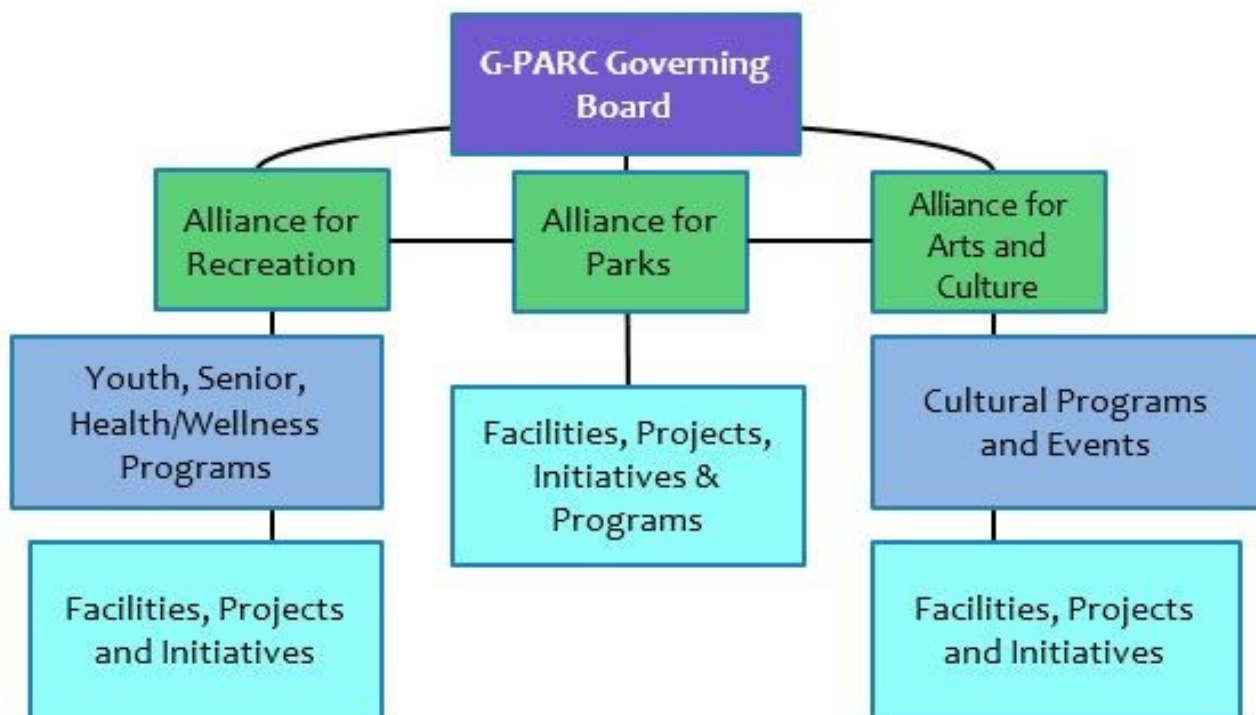 G-PARC Governing
Board
Alliance for
Recreation
Alliance for
Parks
Alliance for
Arts and
Culture
Youth, Senior,
Health/Wellness
Programs
Facilities, Projects,
Initiatives &
Programs
Cultural Programs
and Events
Facilities, Projects
and Initiatives
Facilities, Projects
and Initiatives